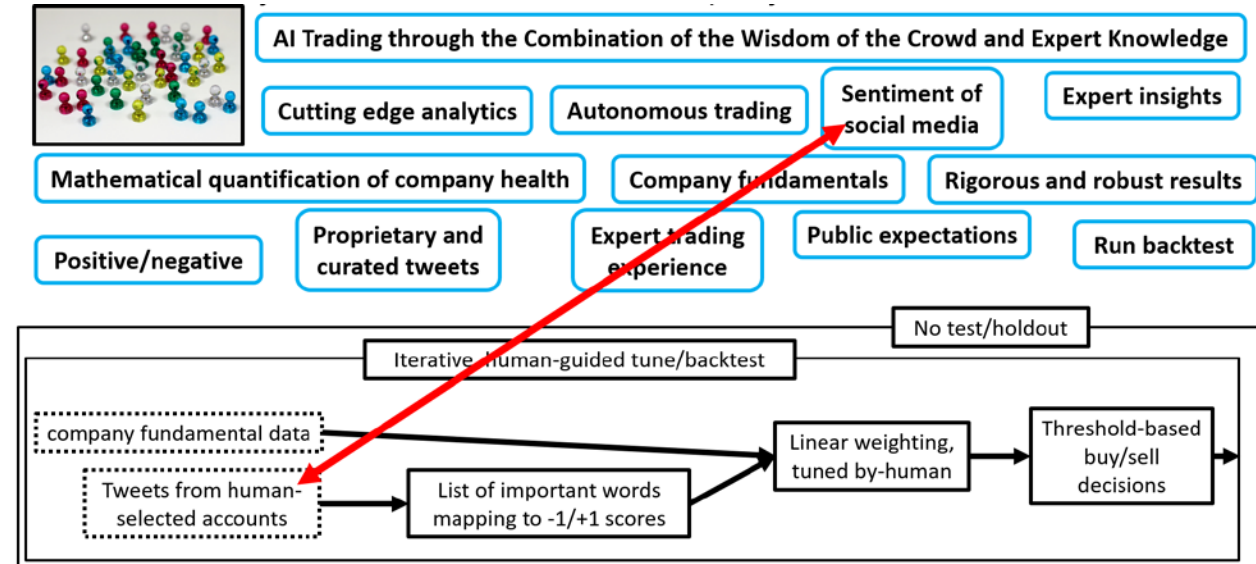 AI Trading through the Combination of the Wisdom of the Crowd and Expert Knowledge
Cutting edge analytics
Autonomous trading
Sentiment of
social media
Expert insights
Mathematical quantification of company health
Company fundamentals
Rigorous and robust results
Positive/negative
Proprietary and
curated tweets
Expert trading
experience
Public expectations
Run backtest
No test/holdout
Iterative human-guided tune/backtest
company fundamental data
Tweets from human-
selected accounts
List of important words
mapping to -1/+1 scores
Linear weighting,
tuned by-human
Threshold-based
buy/sell
decisions